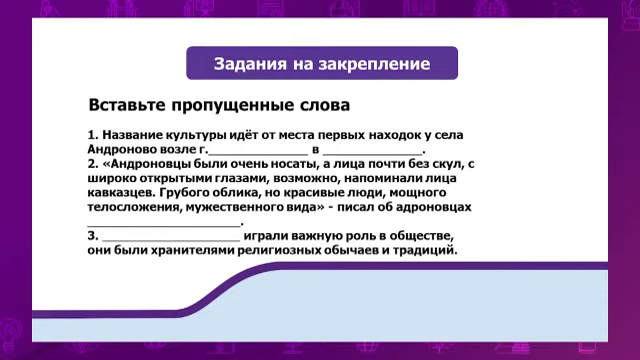 Задания на закрепление
Вставьте пропущенные слова
1. Название культуры идёт от места первых находок у села
Андроново возле г.______________ в ______________.
2. «Андроновцы были очень носаты, а лица почти без скул, с
широко открытыми глазами, возможно, напоминали лица
кавказцев. Грубого облика, но красивые люди, мощного
телосложения, мужественного вида» - писал об адроновцах
______________________.
3. ____________________ играли важную роль в обществе,
они были хранителями религиозных обычаев и традиций.